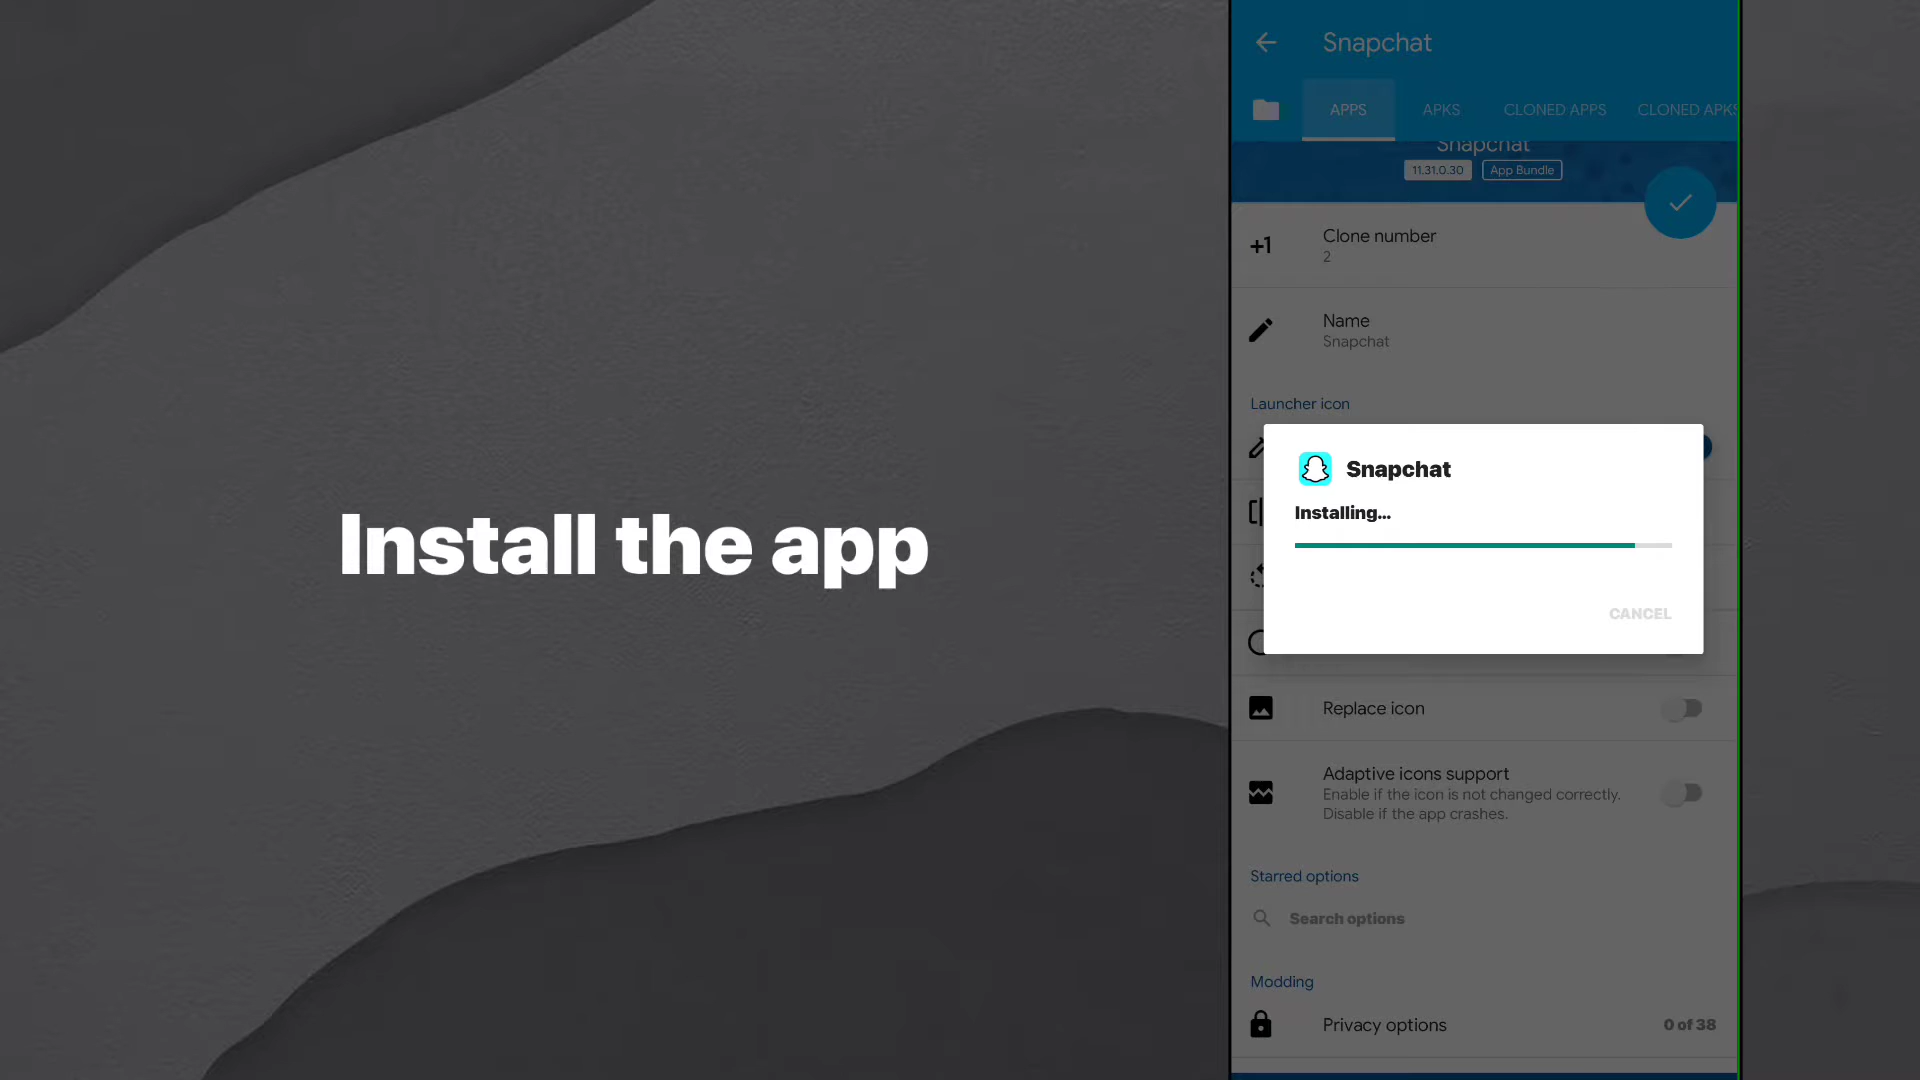 Install the app
Snapchat
APPS
APKS
CLONED APPS
CLONED APKS
Snapchat
11.31.0.30
App Bundle
+1
Clone number
2
Name
Snapchat
Launcher icon
Snapchat
Installing...
CANCEL
Replace icon
Adaptive icons support
Enable if the icon is not changed correctly.
Disable if the app crashes.
Starred options
Search options
Modding
Privacy options
0 of 38